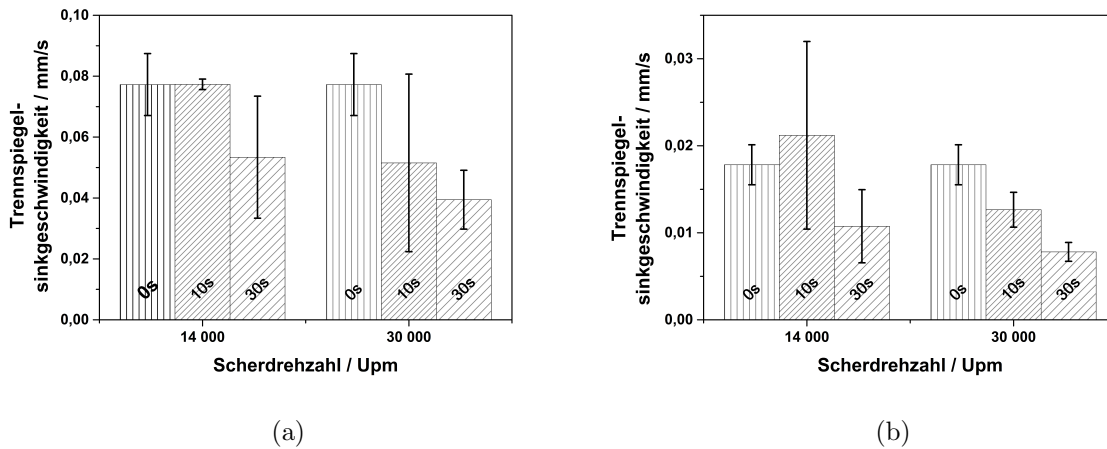 0,10
0,08
0,06
0,04
0,02
0,00
Trennspiegel-
sinkgeschwindigkeit / mm/s
0s
10s
30s
0s
10s
30s
14 000
30 000
Scherdrehzahl / Upm
(a)
0,03
0,02
0,01
0,00
Trennspiegel-
sinkgeschwindigkeit / mm/s
0s
10s
30s
0s
10s
30s
14 000
30 000
Scherdrehzahl / Upm
(b)